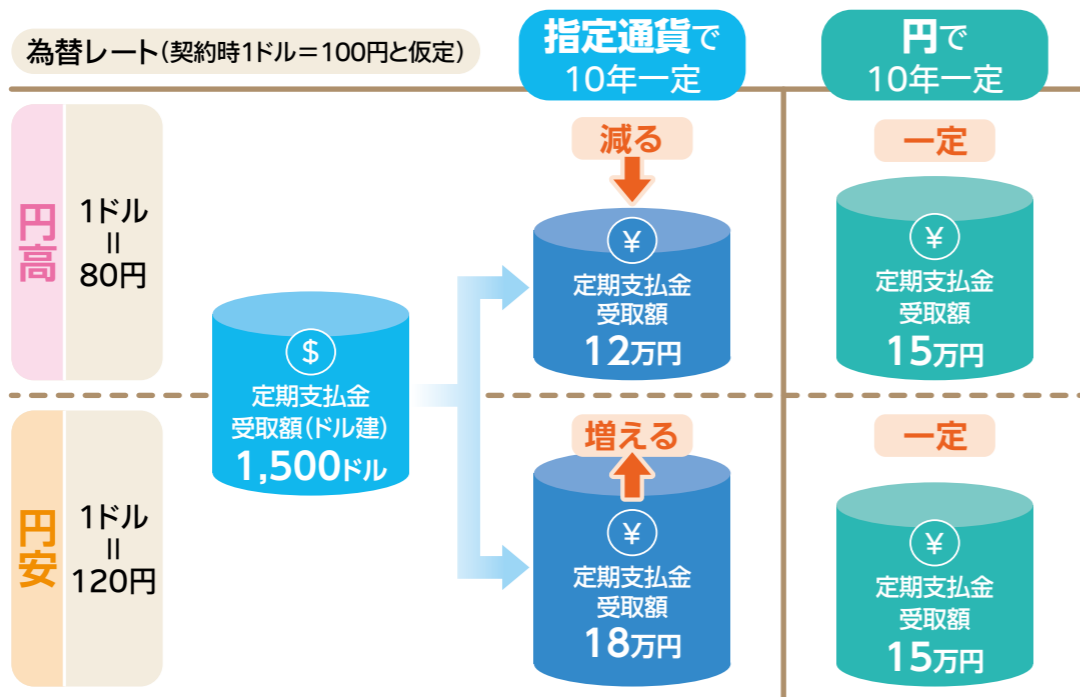 為替レート(契約時1ドル=100円と仮定)
指定通貨で
10年一定
円で
10年一定
円高
1ドル
=
80円
減る
¥
定期支払金
受取額
12万円
一定
¥
定期支払金
受取額
15万円
$
定期支払金
受取額(ドル建)
1,500ドル
円安
1ドル
=
120円
増える
¥
定期支払金
受取額
18万円
一定
¥
定期支払金
受取額
15万円